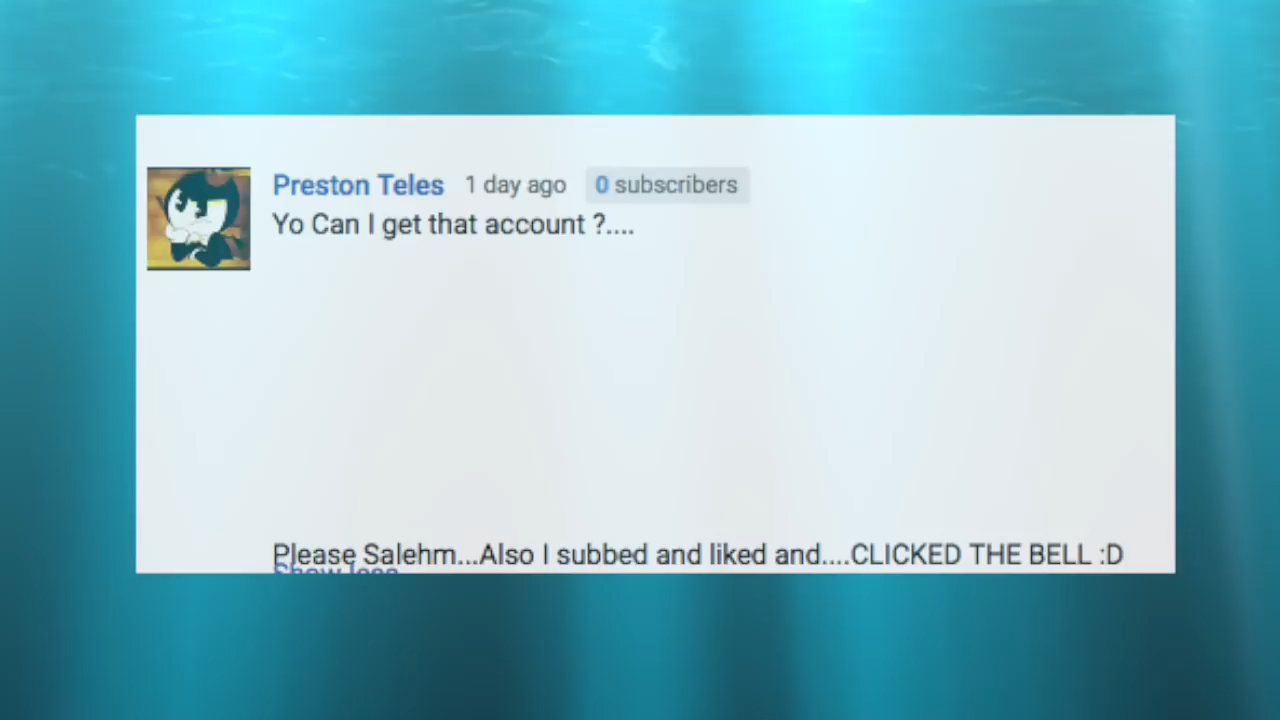 Preston Teles 1 day ago 0 subscribers
Yo Can I get that account ?....
Please Salehm...Also I subbed and liked and....CLICKED THE BELL :D
Show less